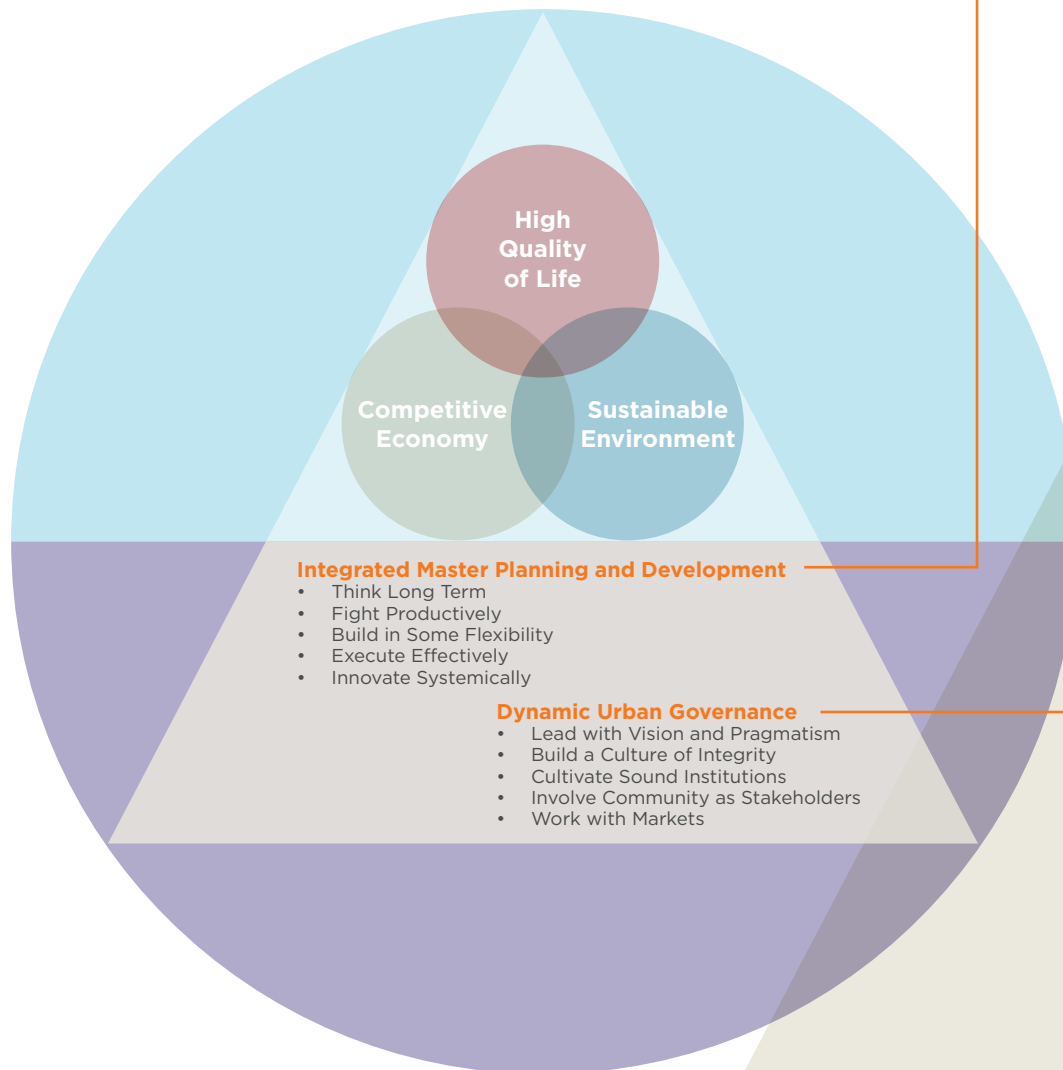 High
Quality
of Life
Competitive
Economy
Sustainable
Environment
Integrated Master Planning and Development
• Think Long Term
• Fight Productively
• Build in Some Flexibility
• Execute Effectively
• Innovate Systemically
Dynamic Urban Governance
• Lead with Vision and Pragmatism
• Build a Culture of Integrity
• Cultivate Sound Institutions
• Involve Community as Stakeholders
• Work with Markets